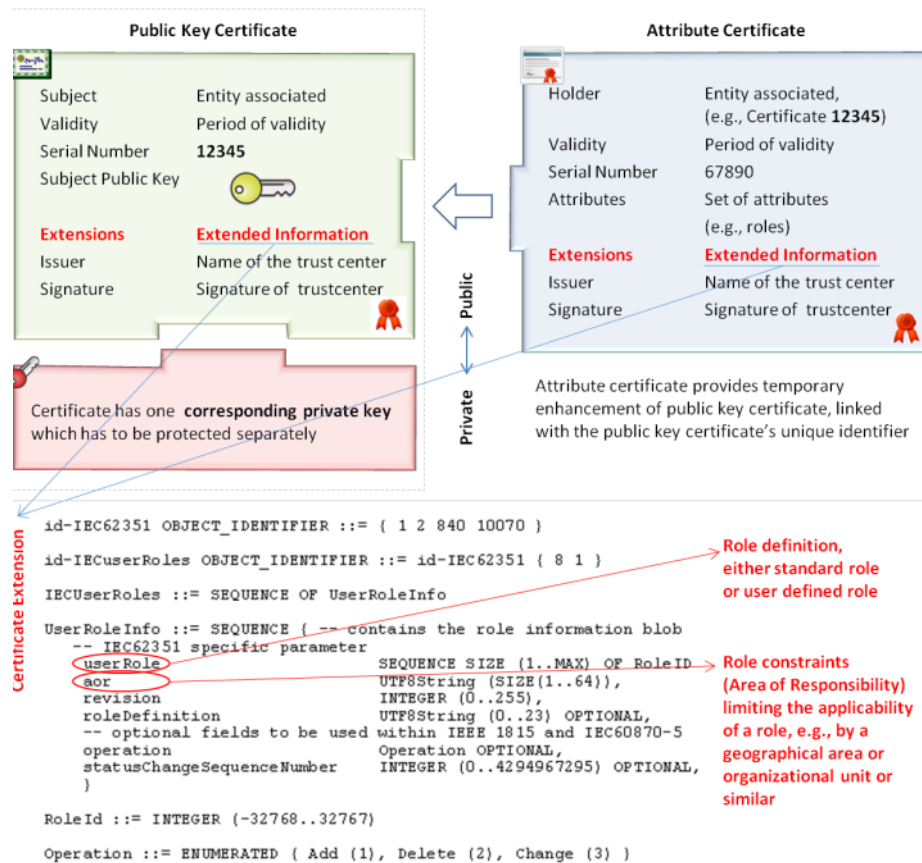 Public Key Certificate
Subject Entity associated
Validity Period of validity
Serial Number 12345
Subject Public Key
Extensions Extended Information
Issuer Name of the trust center
Signature Signature of trustcenter
Certificate has one corresponding private key
which has to be protected separately
Public
Private
Attribute Certificate
Holder Entity associated,
(e.g., Certificate 12345)
Validity Period of validity
Serial Number 67890
Attributes Set of attributes
(e.g., roles)
Extensions Extended Information
Issuer Name of the trust center
Signature Signature of trustcenter
Attribute certificate provides temporary
enhancement of public key certificate, linked
with the public key certificate's unique identifier
Certificate Extension
id-IEC62351 OBJECT_IDENTIFIER ::= { 1 2 840 10070 }
id-IECuserRoles OBJECT_IDENTIFIER ::= id-IEC62351 { 8 1 }
IECUserRoles ::= SEQUENCE OF UserRoleInfo
UserRoleInfo ::= SEQUENCE { -- contains the role information blob
-- IEC62351 specific parameter
userRole SEQUENCE SIZE (1..MAX) OF RoleID
aor UTF8String (SIZE(1..64)),
revision INTEGER (0..255),
roleDefinition UTF8String (0..23) OPTIONAL,
-- optional fields to be used within IEEE 1815 and IEC60870-5
operation Operation OPTIONAL,
statusChangeSequenceNumber INTEGER (0..4294967295) OPTIONAL,
}
RoleId ::= INTEGER (-32768..32767)
Operation ::= ENUMERATED { Add (1), Delete (2), Change (3) }
Role definition,
either standard role
or user defined role
Role constraints
(Area of Responsibility)
limiting the applicability
of a role, e.g., by a
geographical area or
organizational unit or
similar